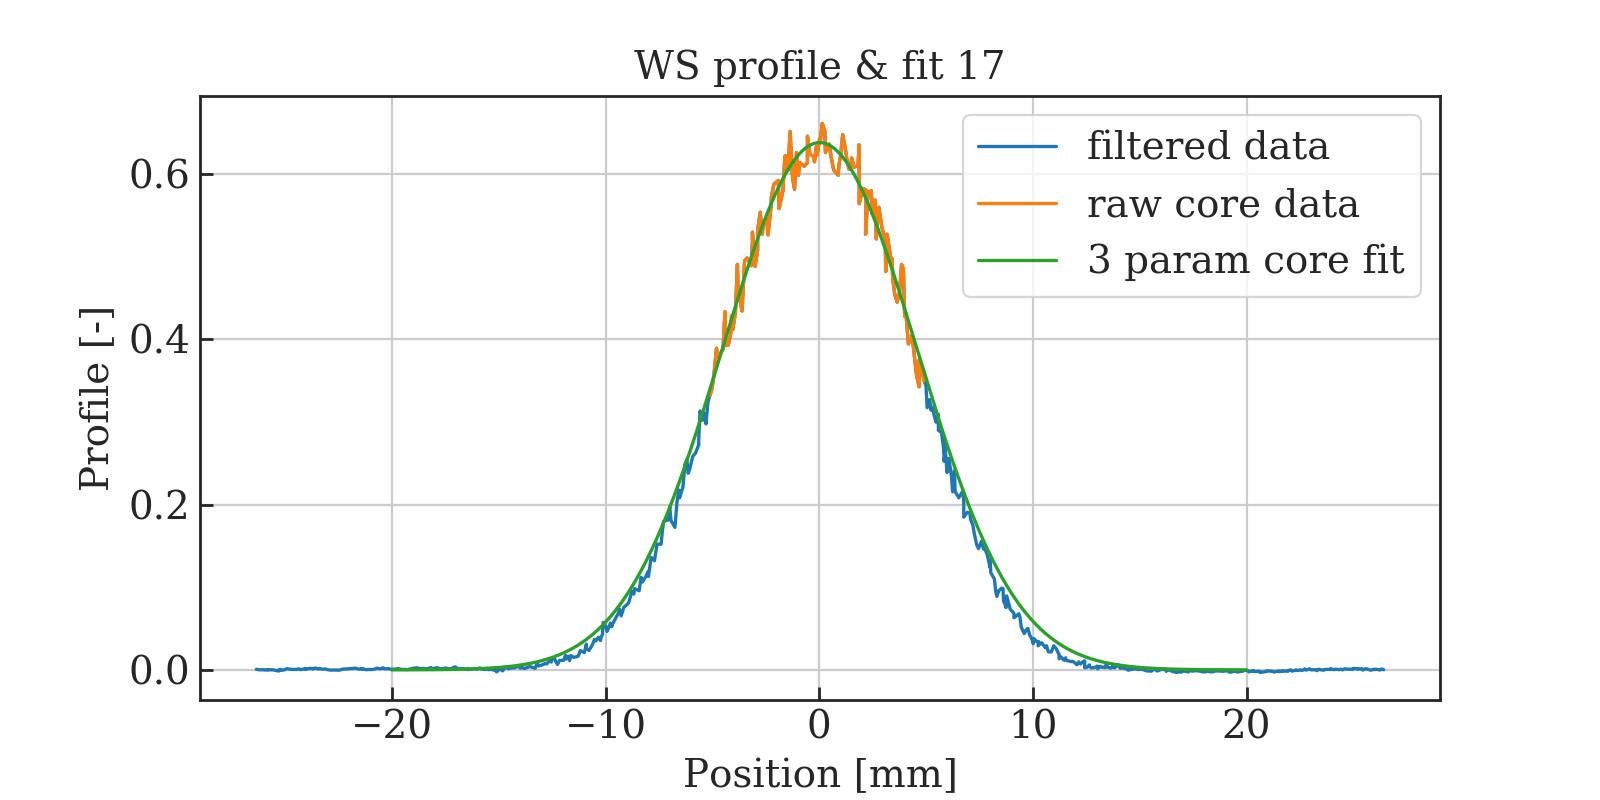 WS profile & fit 17
filtered data
raw core data
3 param core fit
Profile [-]
0.6
0.4
0.2
0.0
−20
−10
0
10
20
Position [mm]